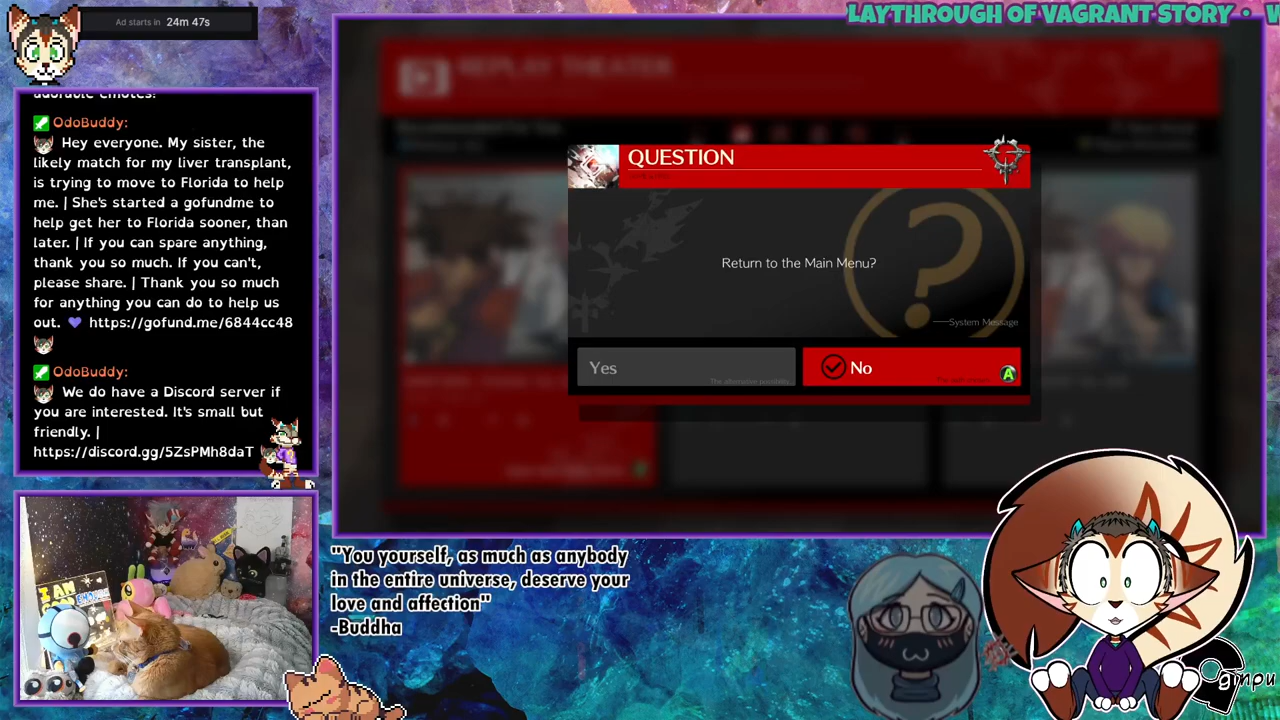 Ad starts in 24m 47s
LAYTHROUGH OF VAGRANT STORY •
adorable emotes!
OdoBuddy:
Hey everyone. My sister, the
likely match for my liver transplant,
is trying to move to Florida to help
me. | She's started a gofundme to
help get her to Florida sooner, than
later. | If you can spare anything,
thank you so much. If you can't,
please share. | Thank you so much
for anything you can do to help us
out. 💜 https://gofund.me/6844cc48
OdoBuddy:
We do have a Discord server if
you are interested. It's small but
friendly. |
https://discord.gg/5ZsPMh8daT
REPLAY THEATER
QUESTION
Return to the Main Menu?
System Message
Yes
No
A
I AM
"You yourself, as much as anybody
in the entire universe, deserve your
love and affection"
-Buddha